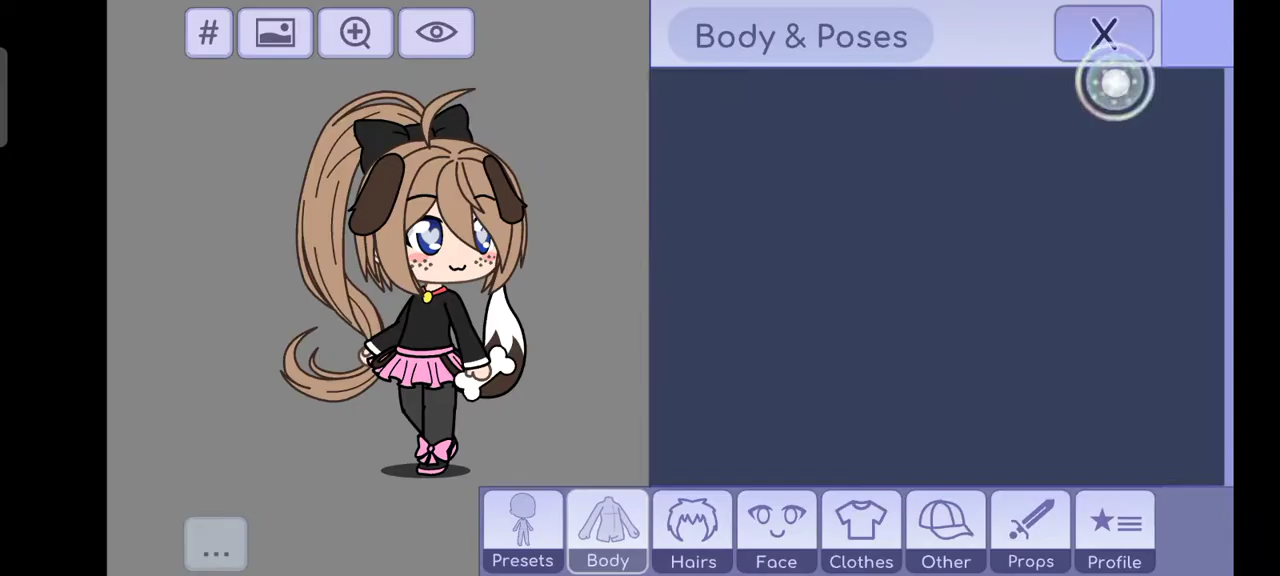 #
Body & Poses
X
...
Presets
Body
Hairs
Face
Clothes
Other
Props
Profile